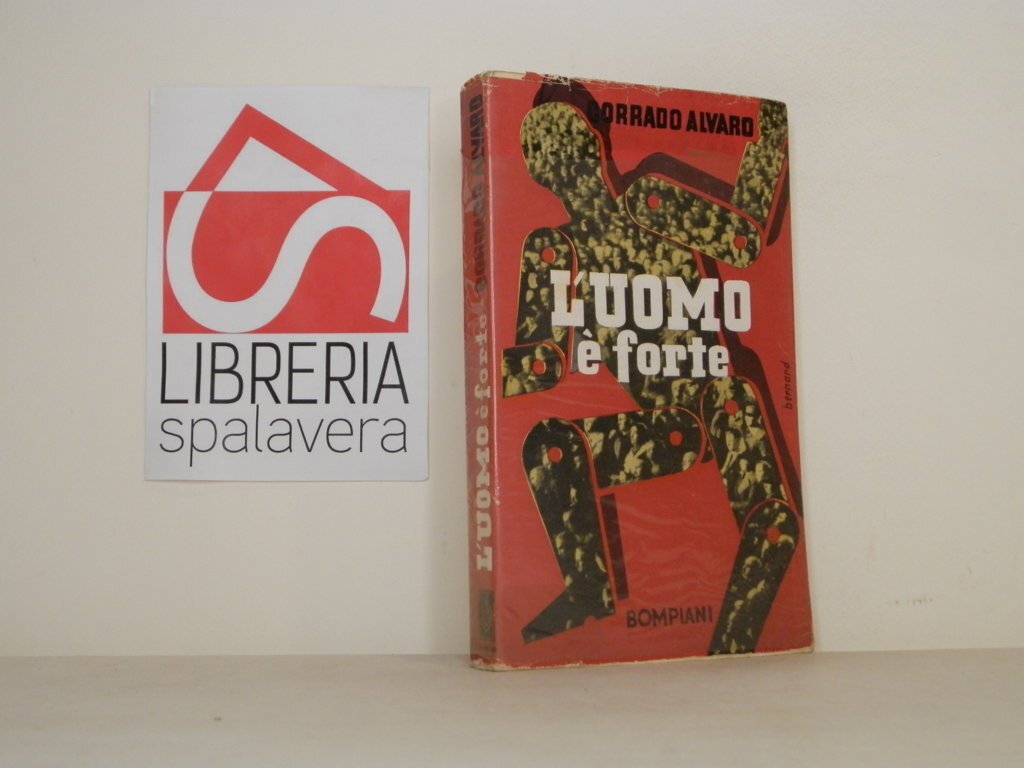 LIBRERIA
spalavera
CORRADO ALVARO
L'UOMO
è forte
bernard
BOMPIANI
L'UOMO è forte CORRADO ALVARO